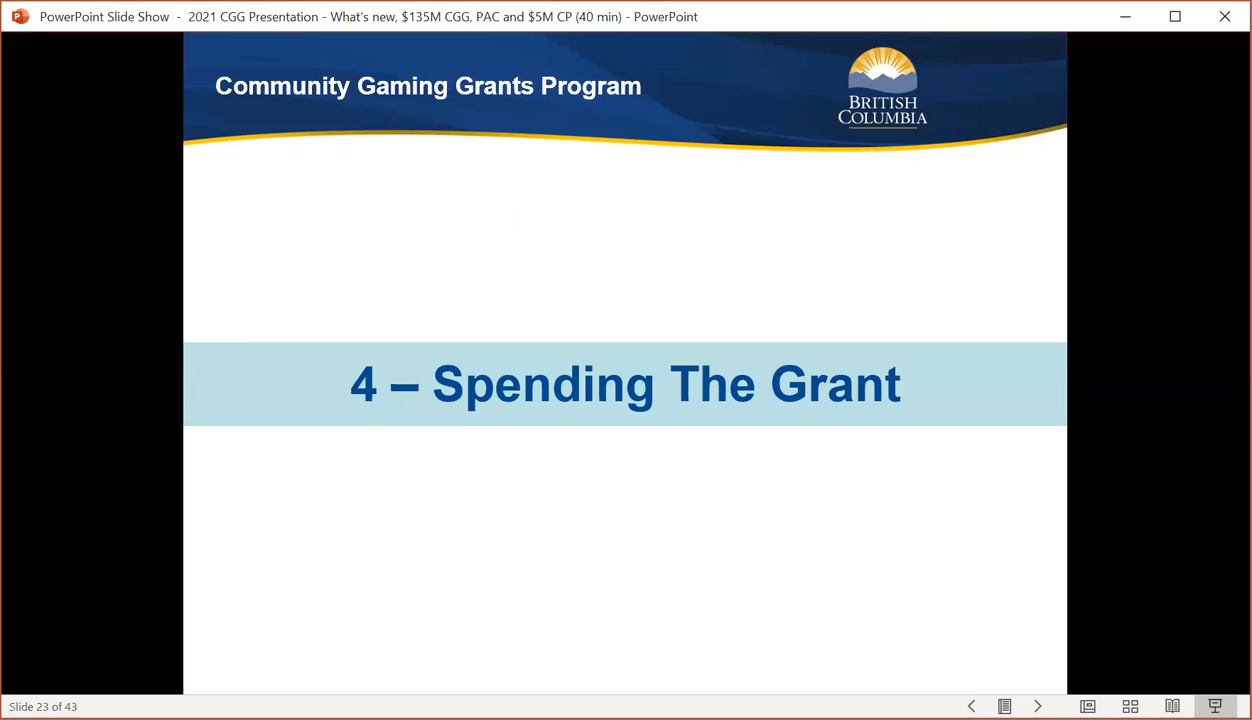 PowerPoint Slide Show - 2021 CGG Presentation - What's new, $135M CGG, PAC and $5M CP (40 min) - PowerPoint
Community Gaming Grants Program
BRITISH
COLUMBIA
4 – Spending The Grant
Slide 23 of 43